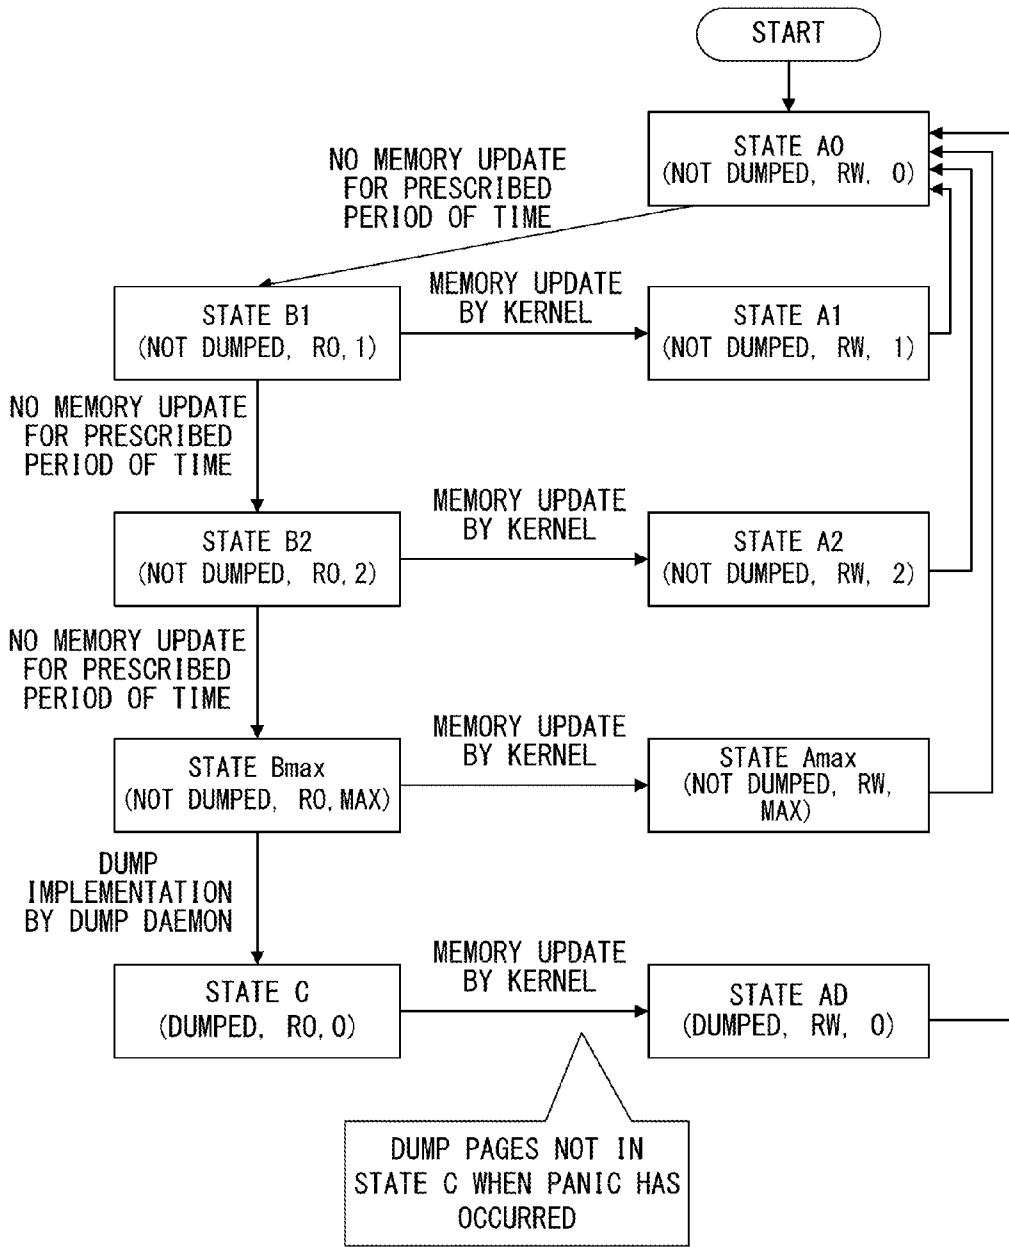 START
STATE A0
(NOT DUMPED, RW, 0)
NO MEMORY UPDATE
FOR PRESCRIBED
PERIOD OF TIME
STATE B1
(NOT DUMPED, RO, 1)
MEMORY UPDATE
BY KERNEL
STATE A1
(NOT DUMPED, RW, 1)
NO MEMORY UPDATE
FOR PRESCRIBED
PERIOD OF TIME
STATE B2
(NOT DUMPED, RO, 2)
MEMORY UPDATE
BY KERNEL
STATE A2
(NOT DUMPED, RW, 2)
NO MEMORY UPDATE
FOR PRESCRIBED
PERIOD OF TIME
STATE Bmax
(NOT DUMPED, RO, MAX)
MEMORY UPDATE
BY KERNEL
STATE Amax
(NOT DUMPED, RW,
MAX)
DUMP
IMPLEMENTATION
BY DUMP DAEMON
STATE C
(DUMPED, RO, 0)
MEMORY UPDATE
BY KERNEL
STATE AD
(DUMPED, RW, 0)
DUMP PAGES NOT IN
STATE C WHEN PANIC HAS
OCCURRED